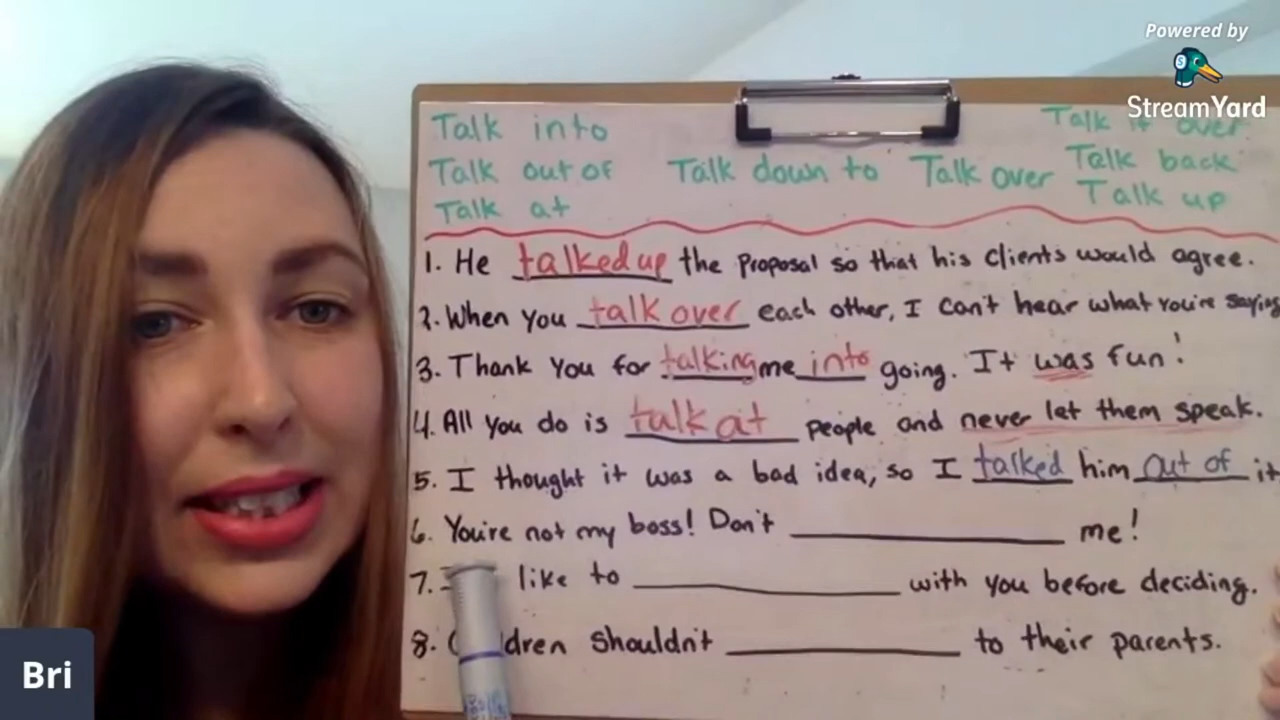 Powered by
StreamYard
Talk into
Talk out of
Talk at
Talk down to
Talk over
Talk it over
Talk back
Talk up
1. He talked up the proposal so that his clients would agree.
2. When you talk over each other, I can't hear what you're saying
3. Thank you for talking me into going. It was fun!
4. All you do is talk at people and never let them speak.
5. I thought it was a bad idea, so I talked him out of it
6. You're not my boss! Don't ____ me!
7. like to ____ with you before deciding.
8. shouldn't ____ to their parents.
Bri